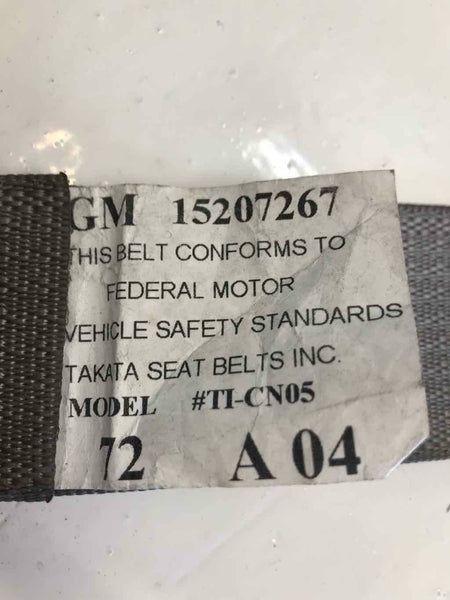 GM 15207267
THIS BELT CONFORMS TO
FEDERAL MOTOR
VEHICLE SAFETY STANDARDS
TAKATA SEAT BELTS INC.
MODEL #TI-CN05
72 A 04